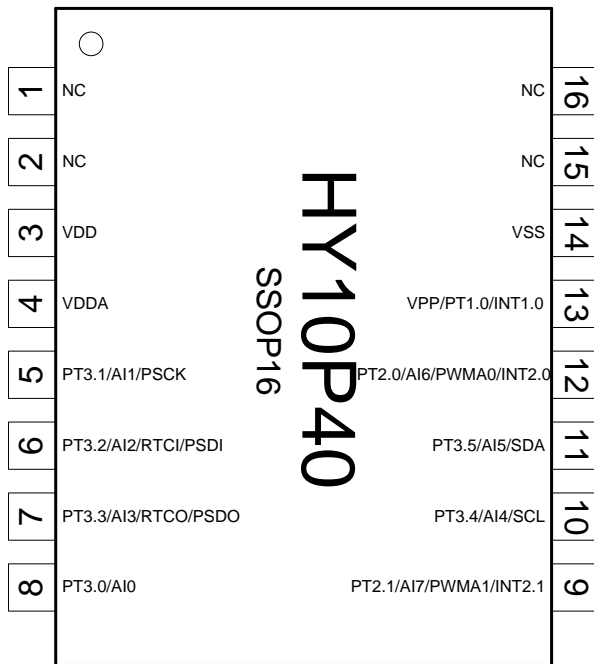 1 NC
2 NC
3 VDD
4 VDDA
5 PT3.1/AI1/PSCK
6 PT3.2/AI2/RTCI/PSDI
7 PT3.3/AI3/RTCO/PSDO
8 PT3.0/AI0
HY10P40
SSOP16
NC 16
NC 15
VSS 14
VPP/PT1.0/INT1.0 13
PT2.0/AI6/PWMA0/INT2.0 12
PT3.5/AI5/SDA 11
PT3.4/AI4/SCL 10
PT2.1/AI7/PWMA1/INT2.1 9